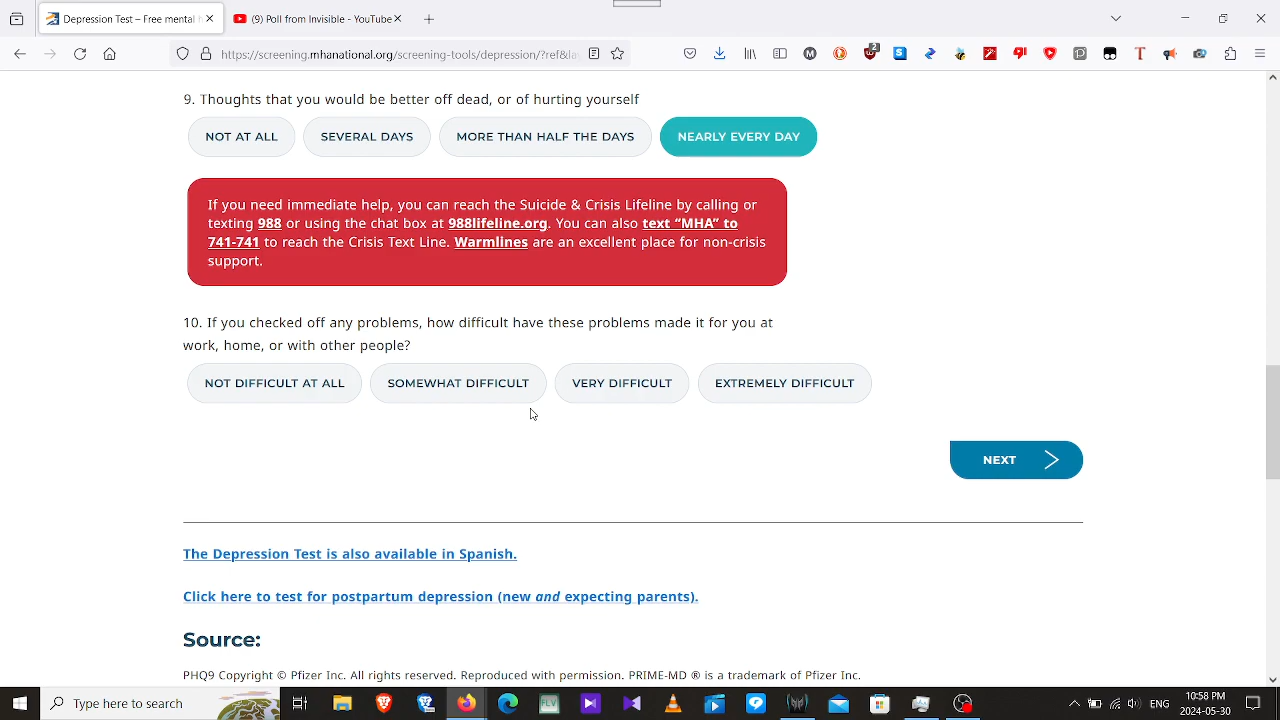 Depression Test – Free mental h
(9) Poll from Invisible - YouTube
https://screening.mhanational.org/screening-tools/depression/?ref&da
2
9. Thoughts that you would be better off dead, or of hurting yourself
NOT AT ALL
SEVERAL DAYS
MORE THAN HALF THE DAYS
NEARLY EVERY DAY
If you need immediate help, you can reach the Suicide & Crisis Lifeline by calling or
texting 988 or using the chat box at 988lifeline.org. You can also text “MHA” to
741-741 to reach the Crisis Text Line. Warmlines are an excellent place for non-crisis
support.
10. If you checked off any problems, how difficult have these problems made it for you at
work, home, or with other people?
NOT DIFFICULT AT ALL
SOMEWHAT DIFFICULT
VERY DIFFICULT
EXTREMELY DIFFICULT
NEXT
The Depression Test is also available in Spanish.
Click here to test for postpartum depression (new and expecting parents).
Source:
PHQ9 Copyright © Pfizer Inc. All rights reserved. Reproduced with permission. PRIME-MD ® is a trademark of Pfizer Inc.
Type here to search
FLV
ENG
10:58 PM
2024-05-30